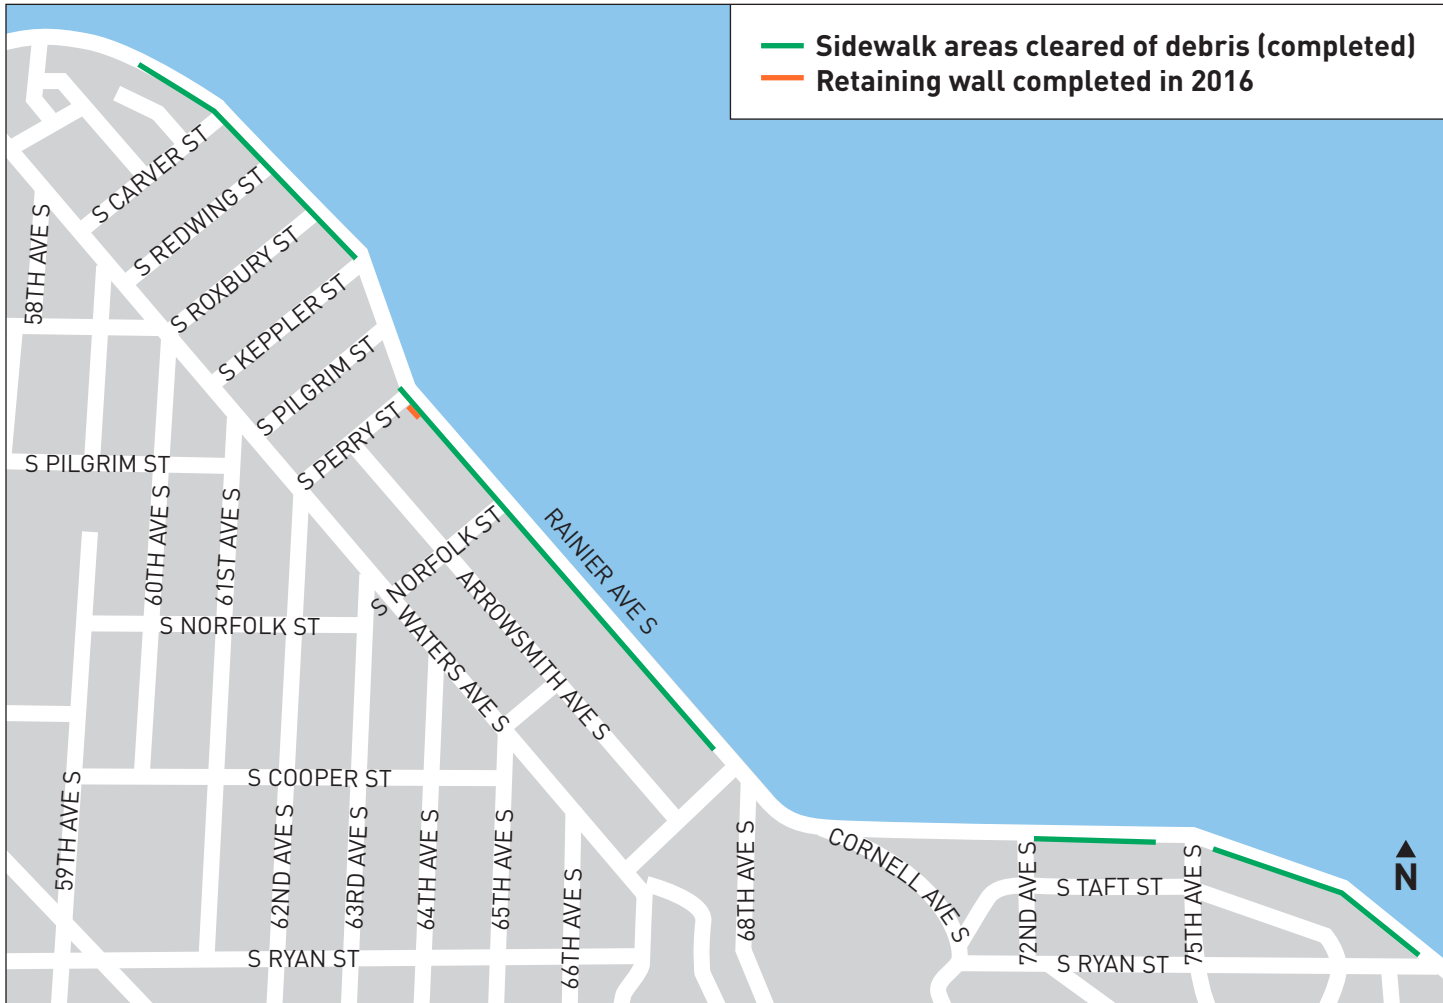 Sidewalk areas cleared of debris (completed)
Retaining wall completed in 2016
S CARVER ST
S REDWING ST
58TH AVE S
S ROXBURY ST
S KEPPLER ST
S PILGRIM ST
S PERRY ST
S PILGRIM ST
60TH AVE S
61ST AVE S
S NORFOLK ST
RAINIER AVE S
S NORFOLK ST
ARROWSMITH AVE S
WATERS AVE S
S COOPER ST
59TH AVE S
62ND AVE S
63RD AVE S
64TH AVE S
65TH AVE S
66TH AVE S
68TH AVE S
CORNELL AVE S
72ND AVE S
S TAFT ST
75TH AVE S
N
S RYAN ST
S RYAN ST